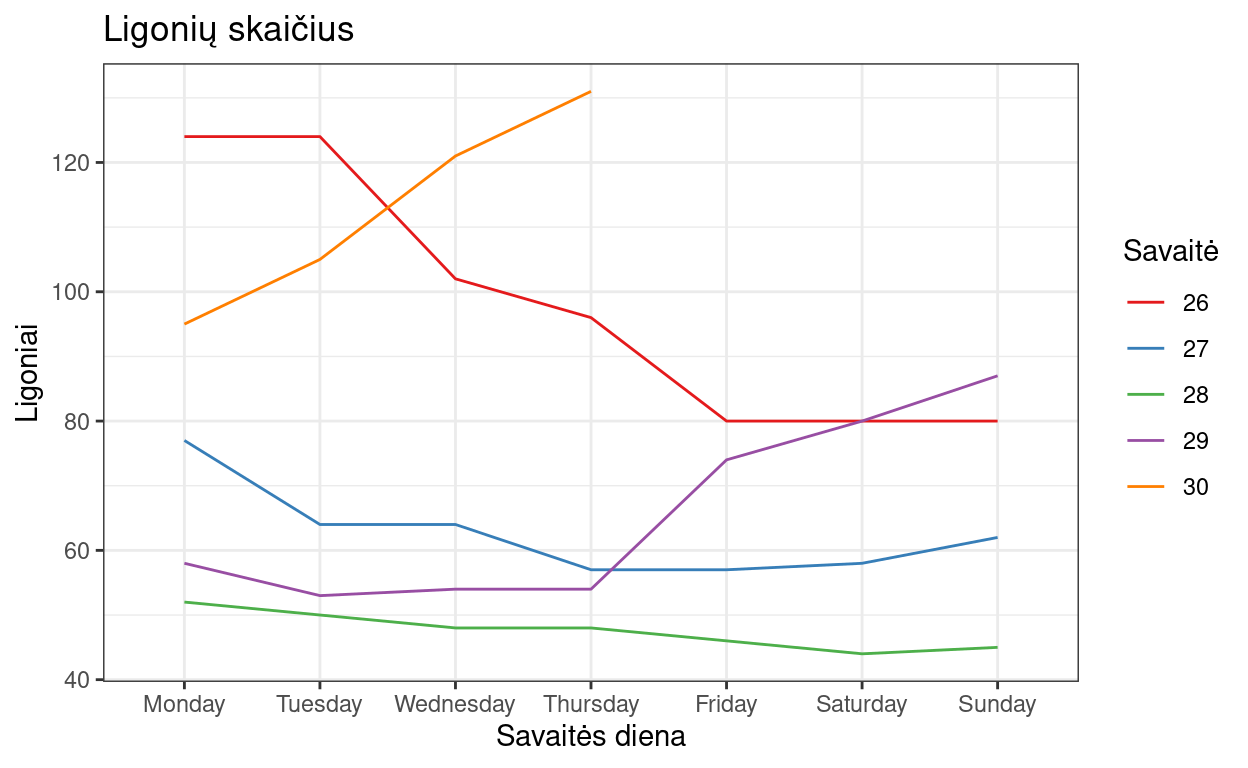 Ligonių skaičius
Ligoniai
120
100
80
60
40
Monday Tuesday Wednesday Thursday Friday Saturday Sunday
Savaitės diena
Savaitė
26
27
28
29
30